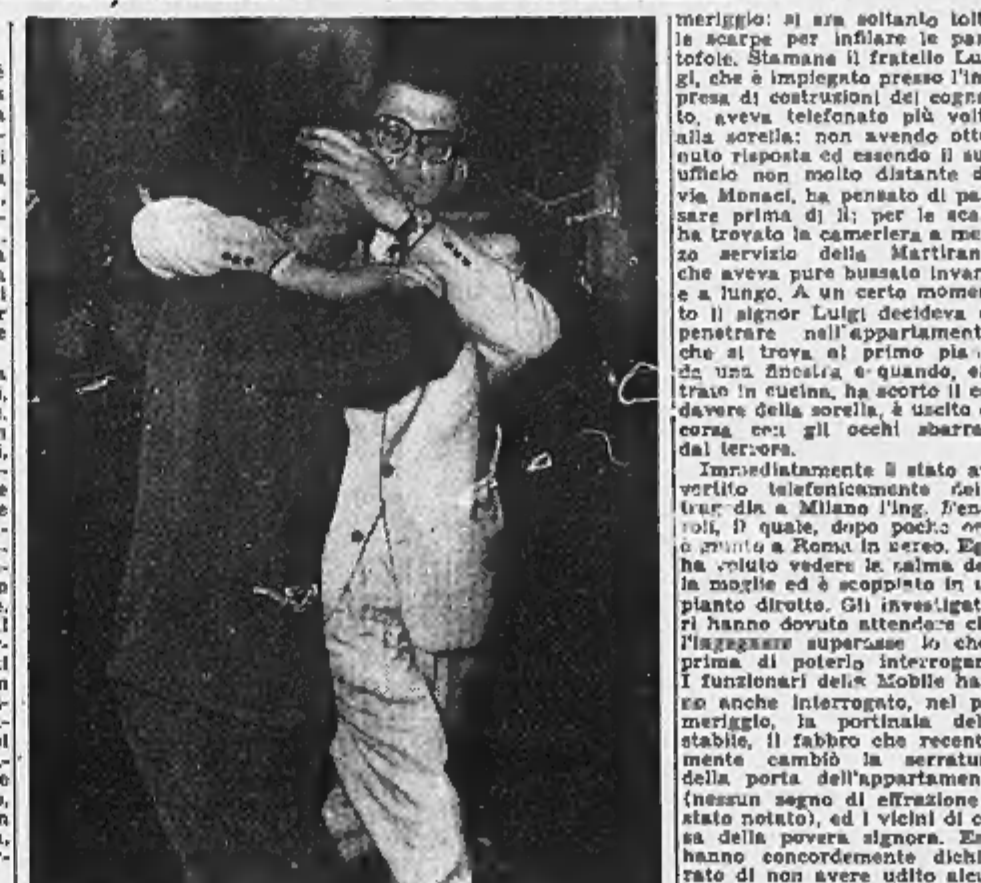 meriggio: si era soltanto tolt
le scarpe per infilare le pan
tofole. Stamane il fratello Lui
gi, che è impiegato presso l'im
presa di costruzioni del cogna
to, aveva telefonato più volt
alla sorella; non avendo otte
nuto risposta ed essendo il su
ufficio non molto distante d
via Monaci, ha pensato di pas
sare prima di lì; per le scal
ha trovato la cameriera a mez
zo servizio della Martiran
che aveva pure bussato invan
e a lungo. A un certo momen
to il signor Luigi decideva d
penetrare nell'appartament
che si trova al primo pia
da una finestra e quando, en
trato in cucina, ha scorto il ca
davere della sorella, è uscito d
corsa con gli occhi sbarra
dal terrore.
Immediatamente è stato av
vertito telefonicamente del
tragedia a Milano l'ing. Fen
roli, il quale, dopo poche or
è giunto a Roma in aereo. Eg
ha voluto vedere la salma de
la moglie ed è scoppiato in u
pianto dirotto. Gli investigat
ri hanno dovuto attendere ch
l'ingegnere superasse lo cho
prima di poterlo interrogar
I funzionari della Mobile han
no anche interrogato, nel p
meriggio, la portinaia del
stabile, il fabbro che recent
mente cambiò la serratur
della porta dell'appartamen
(nessun segno di effrazione
stato notato), ed i vicini di c
sa della povera signora. Es
hanno concordemente dichi
rato di non avere udito alcu